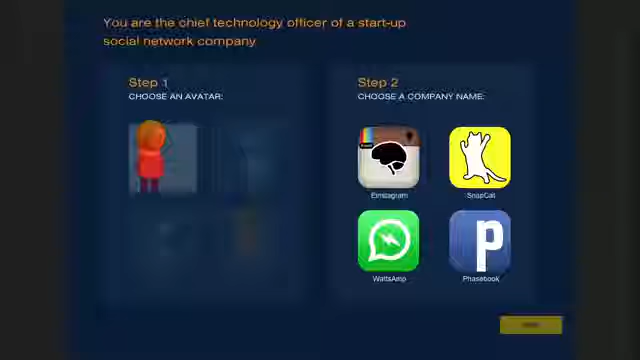 You are the chief technology officer of a start-up
social network company
Step 1
CHOOSE AN AVATAR:
Step 2
CHOOSE A COMPANY NAME:
Einstagram
SnapCat
WattsAmp
Phasebook
p